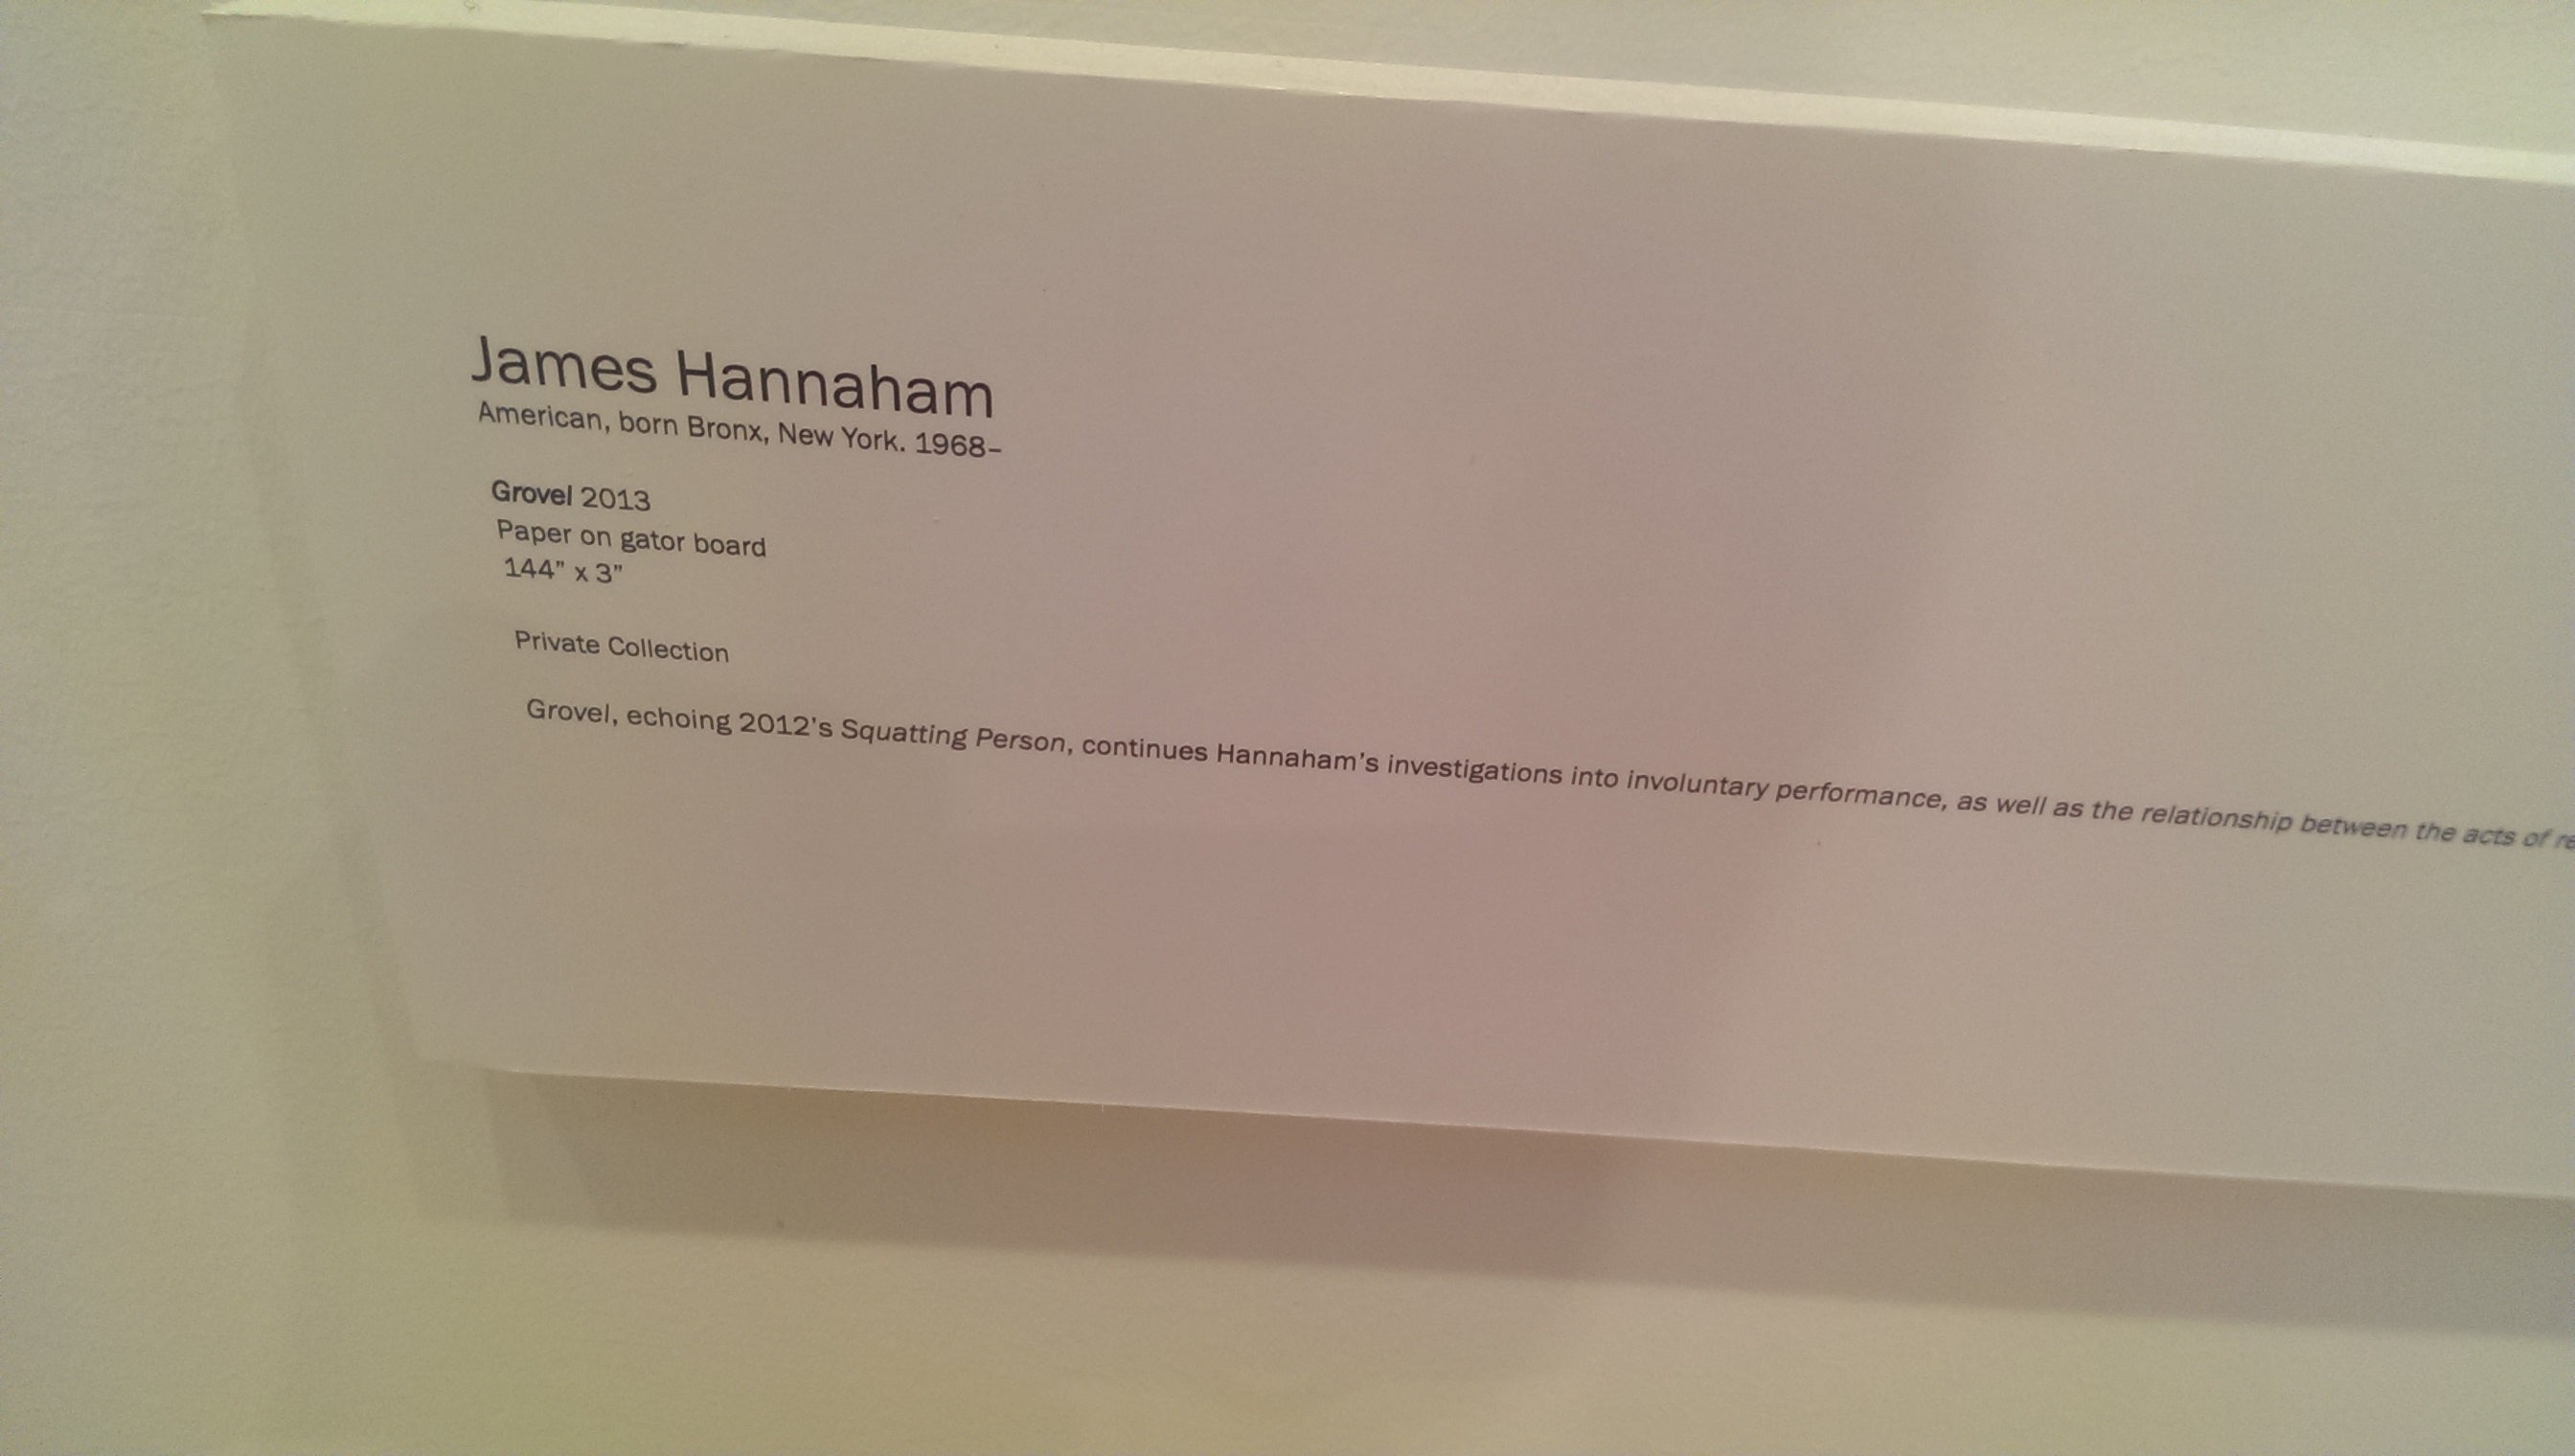 James Hannaham
American, born Bronx, New York. 1968–
Grovel 2013
Paper on gator board
144” x 3”
Private Collection
Grovel, echoing 2012's Squatting Person, continues Hannaham's investigations into involuntary performance, as well as the relationship between the acts of